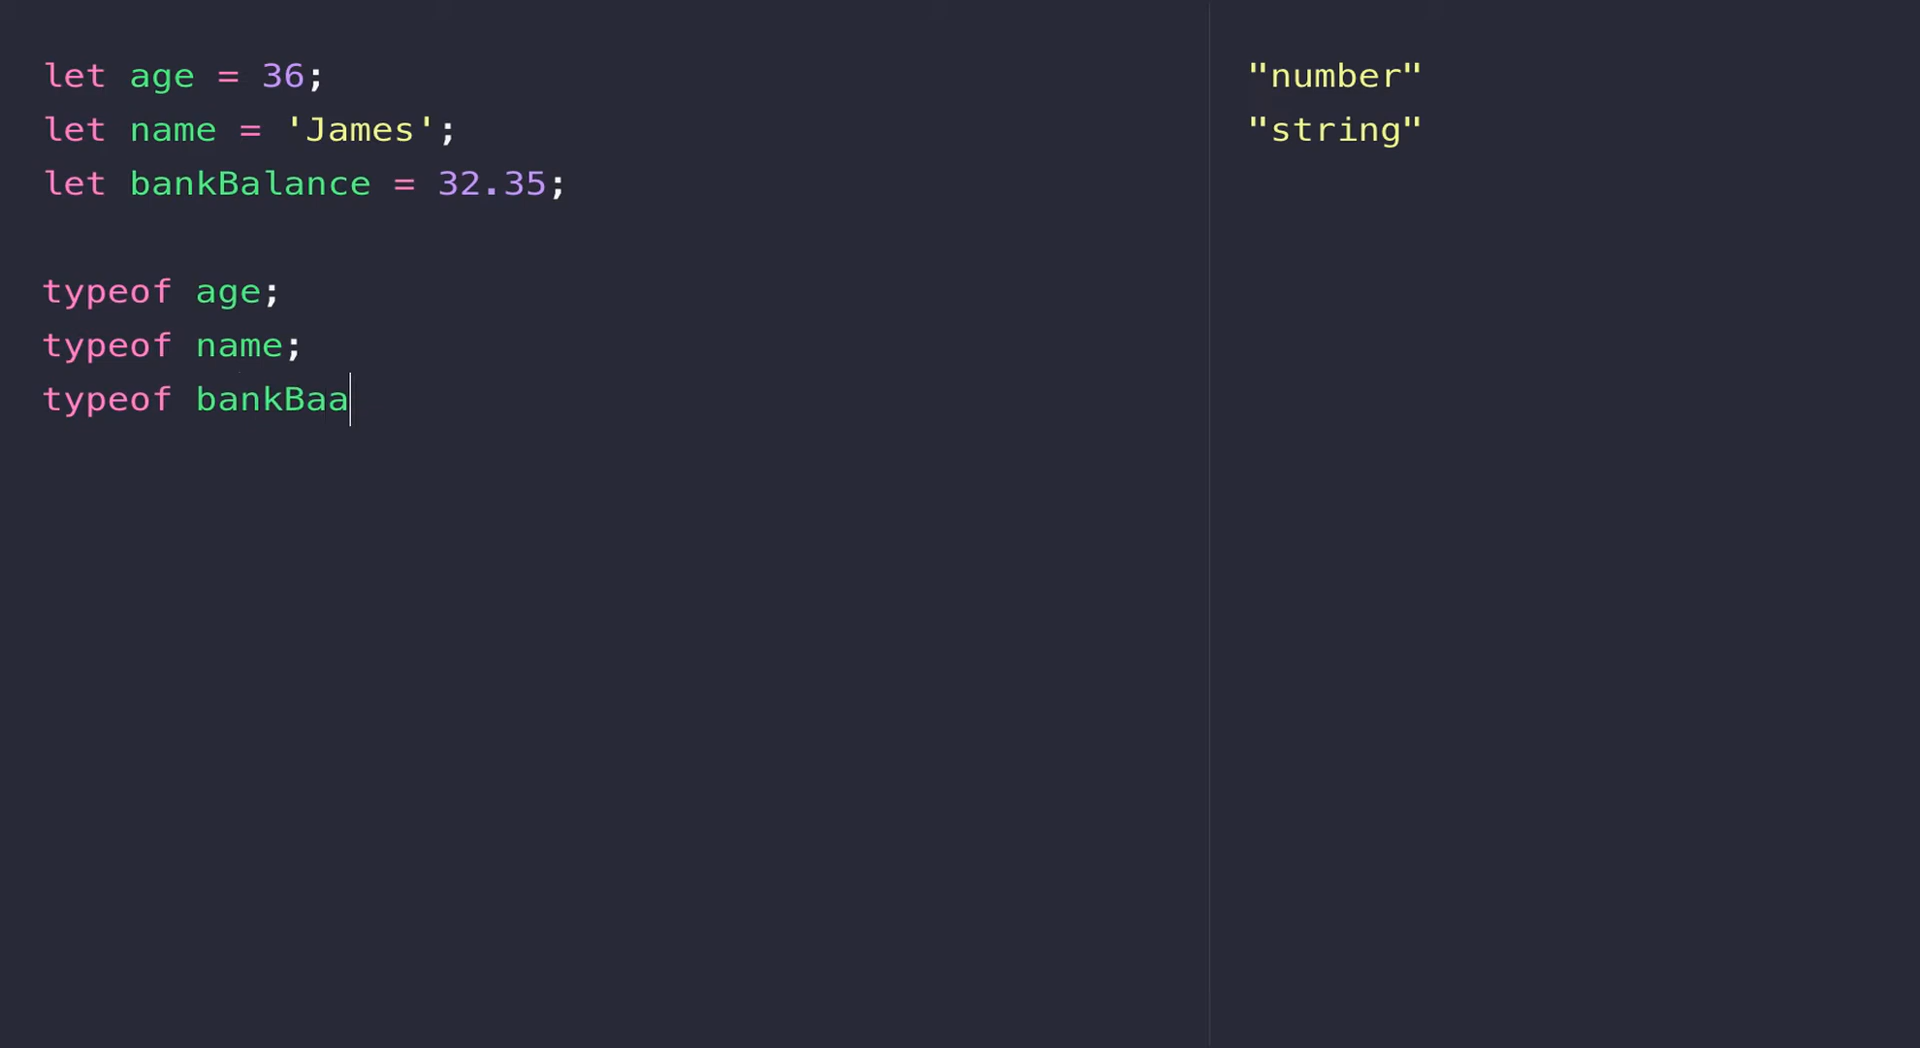 let age = 36;
let name = 'James';
let bankBalance = 32.35;
typeof age;
typeof name;
typeof bankBaa
"number"
"string"